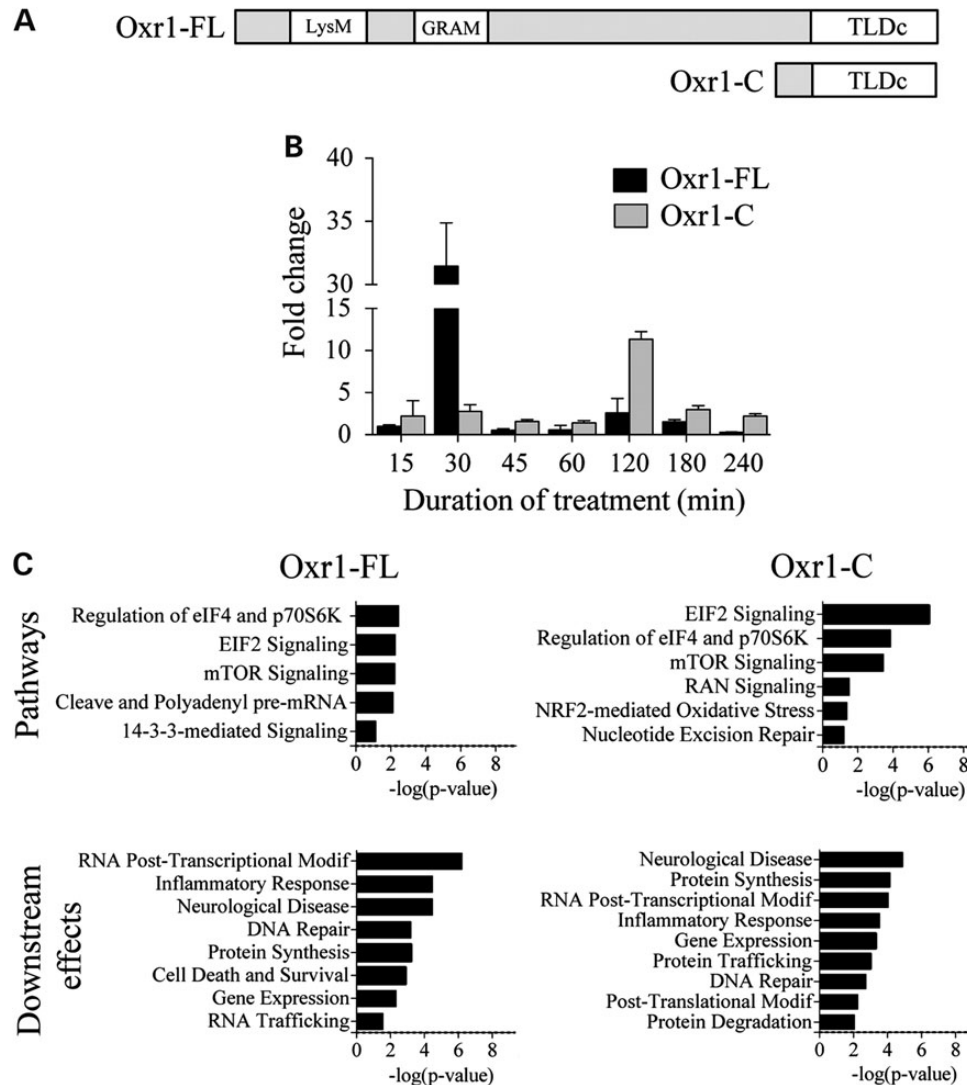 A
Oxr1-FL LysM GRAM TLDc
Oxr1-C TLDc
B
40
35
30
15
10
5
0
Fold change
Oxr1-FL
Oxr1-C
15 30 45 60 120 180 240
Duration of treatment (min)
C
Oxr1-FL
Oxr1-C
Pathways
Regulation of eIF4 and p70S6K
EIF2 Signaling
mTOR Signaling
Cleave and Polyadenyl pre-mRNA
14-3-3-mediated Signaling
0 2 4 6 8
-log(p-value)
EIF2 Signaling
Regulation of eIF4 and p70S6K
mTOR Signaling
RAN Signaling
NRF2-mediated Oxidative Stress
Nucleotide Excision Repair
0 2 4 6 8
-log(p-value)
Downstream
effects
RNA Post-Transcriptional Modif
Inflammatory Response
Neurological Disease
DNA Repair
Protein Synthesis
Cell Death and Survival
Gene Expression
RNA Trafficking
0 2 4 6 8
-log(p-value)
Neurological Disease
Protein Synthesis
RNA Post-Transcriptional Modif
Inflammatory Response
Gene Expression
Protein Trafficking
DNA Repair
Post-Translational Modif
Protein Degradation
0 2 4 6 8
-log(p-value)